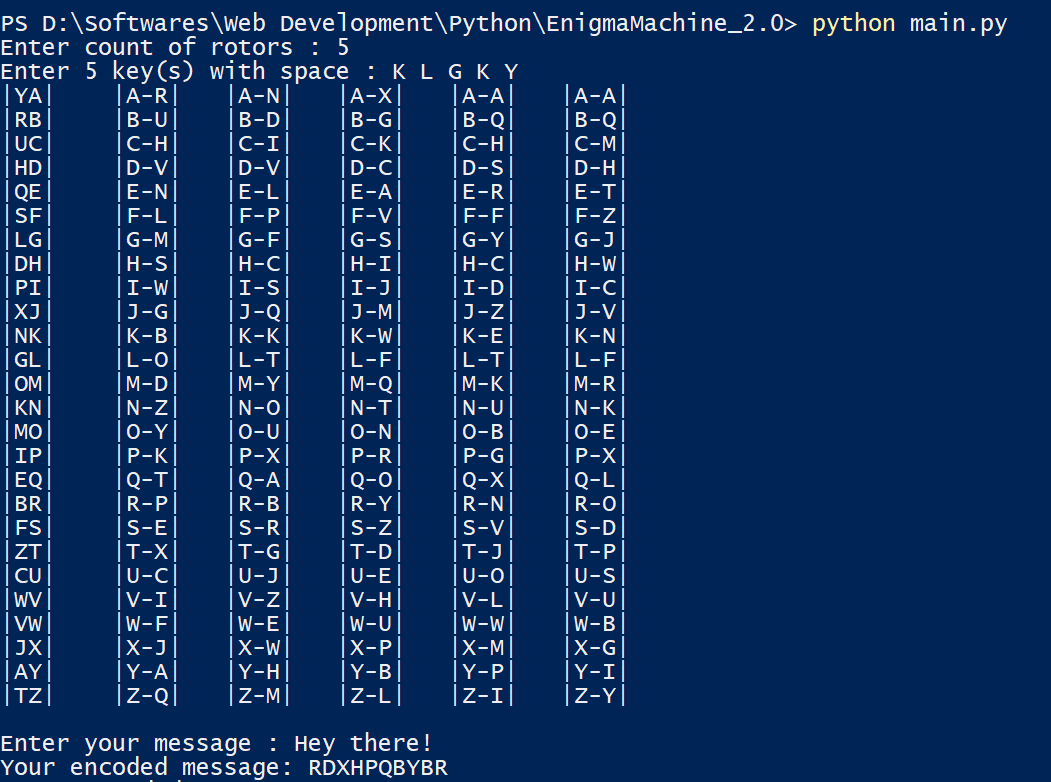 PS D:\Softwares\Web Development\Python\EnigmaMachine_2.0> python main.py
Enter count of rotors : 5
Enter 5 key(s) with space : K L G K Y
|YA| |A-R| |A-N| |A-X| |A-A| |A-A|
|RB| |B-U| |B-D| |B-G| |B-Q| |B-Q|
|UC| |C-H| |C-I| |C-K| |C-H| |C-M|
|HD| |D-V| |D-V| |D-C| |D-S| |D-H|
|QE| |E-N| |E-L| |E-A| |E-R| |E-T|
|SF| |F-L| |F-P| |F-V| |F-F| |F-Z|
|LG| |G-M| |G-F| |G-S| |G-Y| |G-J|
|DH| |H-S| |H-C| |H-I| |H-C| |H-W|
|PI| |I-W| |I-S| |I-J| |I-D| |I-C|
|XJ| |J-G| |J-Q| |J-M| |J-Z| |J-V|
|NK| |K-B| |K-K| |K-W| |K-E| |K-N|
|GL| |L-O| |L-T| |L-F| |L-T| |L-F|
|OM| |M-D| |M-Y| |M-Q| |M-K| |M-R|
|KN| |N-Z| |N-O| |N-T| |N-U| |N-K|
|MO| |O-Y| |O-U| |O-N| |O-B| |O-E|
|IP| |P-K| |P-X| |P-R| |P-G| |P-X|
|EQ| |Q-T| |Q-A| |Q-O| |Q-X| |Q-L|
|BR| |R-P| |R-B| |R-Y| |R-N| |R-O|
|FS| |S-E| |S-R| |S-Z| |S-V| |S-D|
|ZT| |T-X| |T-G| |T-D| |T-J| |T-P|
|CU| |U-C| |U-J| |U-E| |U-O| |U-S|
|WV| |V-I| |V-Z| |V-H| |V-L| |V-U|
|VW| |W-F| |W-E| |W-U| |W-W| |W-B|
|JX| |X-J| |X-W| |X-P| |X-M| |X-G|
|AY| |Y-A| |Y-H| |Y-B| |Y-P| |Y-I|
|TZ| |Z-Q| |Z-M| |Z-L| |Z-I| |Z-Y|
Enter your message : Hey there!
Your encoded message: RDXHPQBYBR